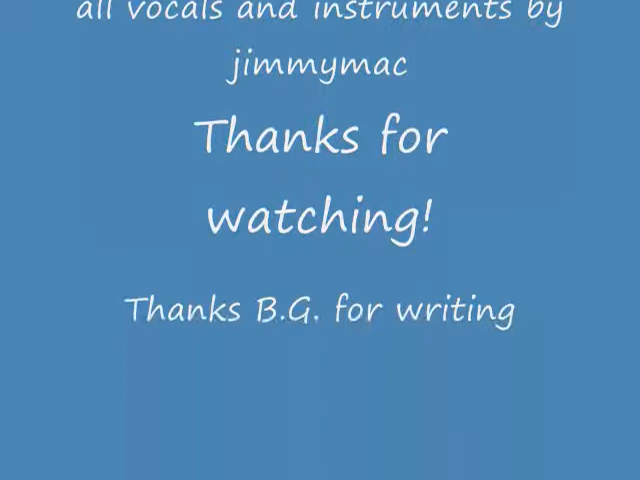 all vocals and instruments by
jimmymac
Thanks for
watching!
Thanks B.G. for writing